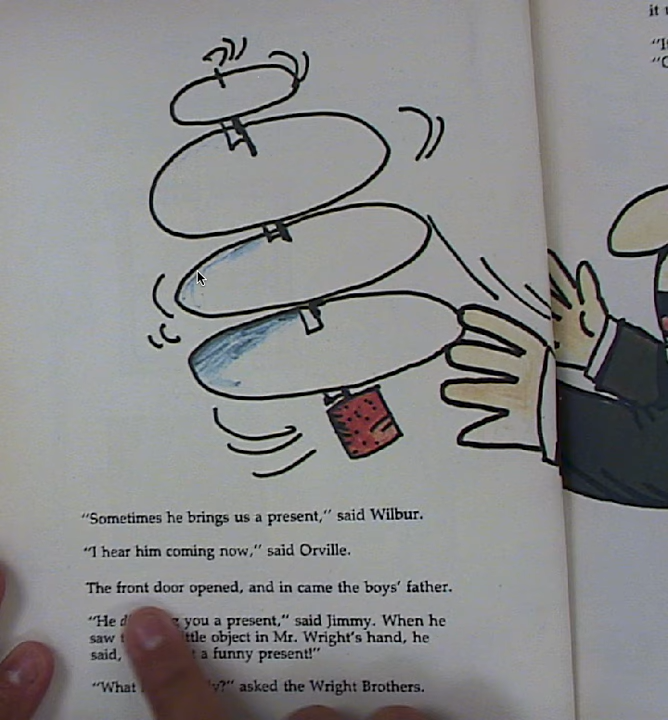 it
"I
"C
"Sometimes he brings us a present," said Wilbur.
"I hear him coming now," said Orville.
The front door opened, and in came the boys' father.
"He you a present," said Jimmy. When he
saw object in Mr. Wright's hand, he
said, a funny present!"
"What asked the Wright Brothers.